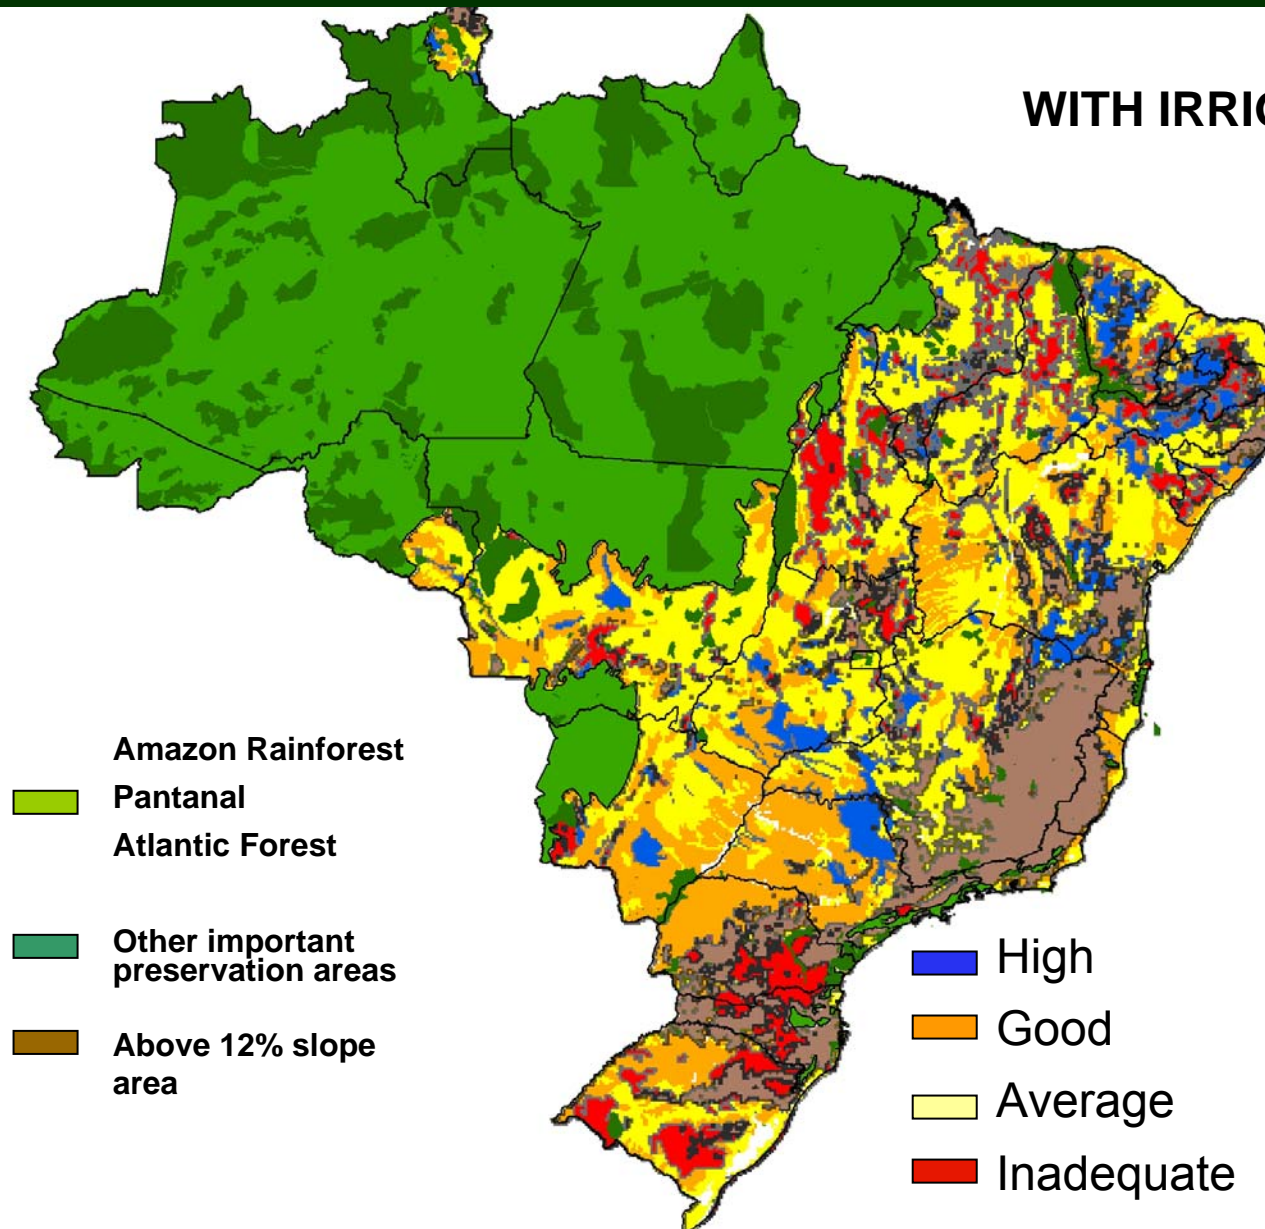 WITH IRRIG
Amazon Rainforest
Pantanal
Atlantic Forest
Other important
preservation areas
Above 12% slope
area
High
Good
Average
Inadequate